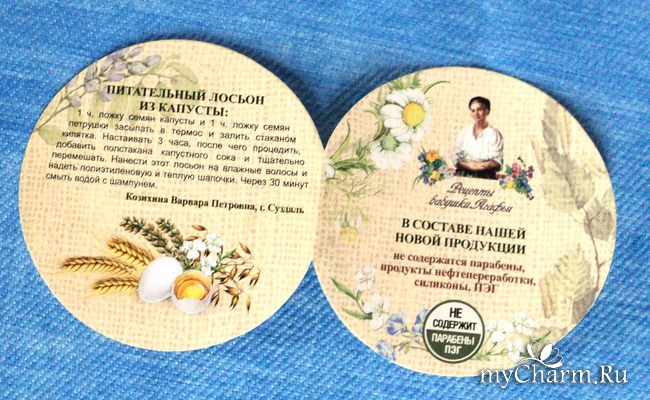 ПИТАТЕЛЬНЫЙ ЛОСЬОН
ИЗ КАПУСТЫ:
1 ч. ложку семян капусты и 1 ч. ложку семян
петрушки засыпать в термос и залить стаканом
кипятка. Настаивать 3 часа, после чего процедить,
добавить полстакана капустного сока и тщательно
перемешать. Нанести этот лосьон на влажные волосы и
надеть полиэтиленовую и теплую шапочки. Через 30 минут
смыть водой с шампунем.
Козихина Варвара Петровна, г. Суздаль
Рецепты
бабушки Агафьи
В СОСТАВЕ НАШЕЙ
НОВОЙ ПРОДУКЦИИ
не содержатся парабены,
продукты нефтепереработки,
силиконы, ПЭГ
НЕ
СОДЕРЖИТ
ПАРАБЕНЫ
ПЭГ
myCharm.Ru